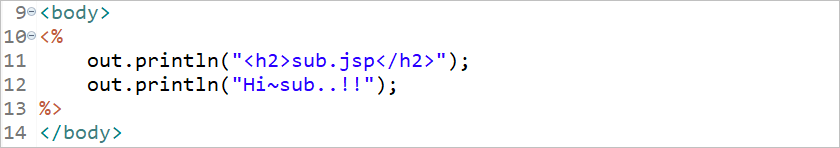 9 <body>
10 <%
11     out.println("<h2>sub.jsp</h2>");
12     out.println("Hi~sub..!!");
13 %>
14 </body>